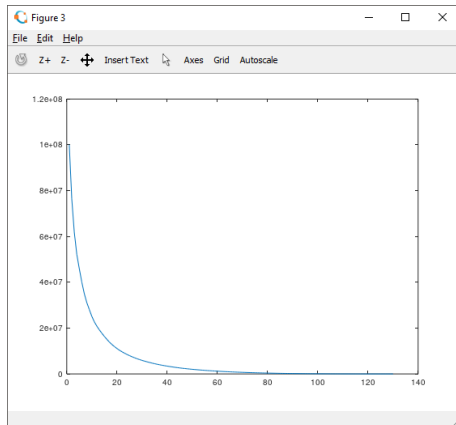 Figure 3
File Edit Help
Z+ Z- Insert Text Axes Grid Autoscale
1.2e+08
1e+08
8e+07
6e+07
4e+07
2e+07
0
0 20 40 60 80 100 120 140